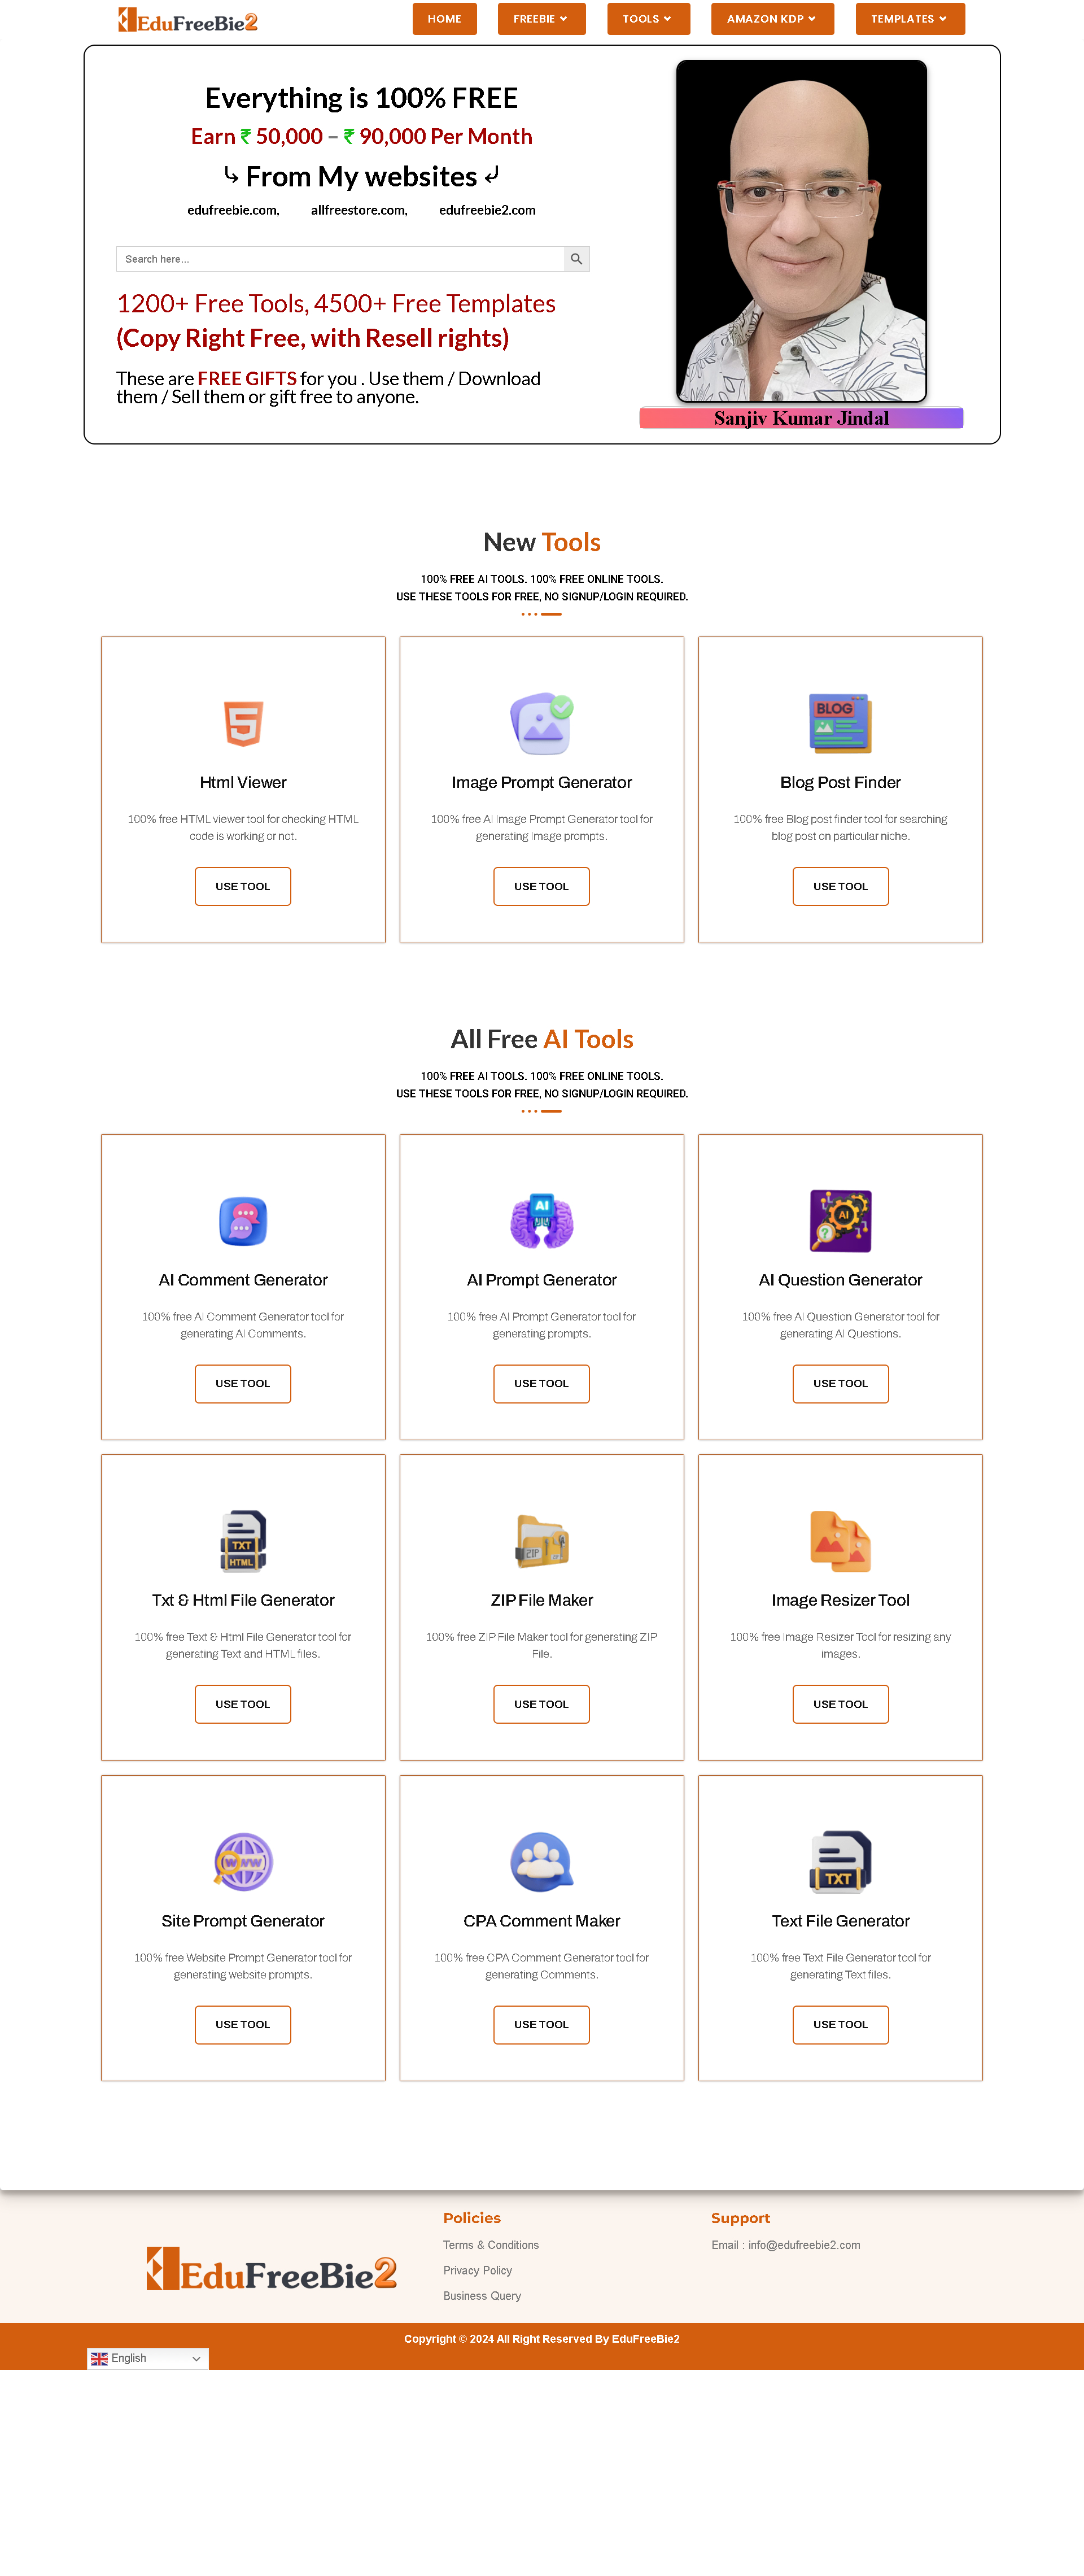 EduFreeBie2
HOME
FREEBIE
TOOLS
AMAZON KDP
TEMPLATES
Everything is 100% FREE
Earn ₹ 50,000 – ₹ 90,000 Per Month
⤷ From My websites ⤶
edufreebie.com, allfreestore.com, edufreebie2.com
Search here...
1200+ Free Tools, 4500+ Free Templates
(Copy Right Free, with Resell rights)
These are FREE GIFTS for you . Use them / Download
them / Sell them or gift free to anyone.
Sanjiv Kumar Jindal
New Tools
100% FREE AI TOOLS. 100% FREE ONLINE TOOLS.
USE THESE TOOLS FOR FREE, NO SIGNUP/LOGIN REQUIRED.
Html Viewer
100% free HTML viewer tool for checking HTML
code is working or not.
USE TOOL
Image Prompt Generator
100% free AI Image Prompt Generator tool for
generating Image prompts.
USE TOOL
BLOG
Blog Post Finder
100% free Blog post finder tool for searching
blog post on particular niche.
USE TOOL
All Free AI Tools
100% FREE AI TOOLS. 100% FREE ONLINE TOOLS.
USE THESE TOOLS FOR FREE, NO SIGNUP/LOGIN REQUIRED.
AI Comment Generator
100% free AI Comment Generator tool for
generating AI Comments.
USE TOOL
AI
AI Prompt Generator
100% free AI Prompt Generator tool for
generating prompts.
USE TOOL
AI
?
AI Question Generator
100% free AI Question Generator tool for
generating AI Questions.
USE TOOL
TXT
HTML
Txt & Html File Generator
100% free Text & Html File Generator tool for
generating Text and HTML files.
USE TOOL
ZIP
ZIP File Maker
100% free ZIP File Maker tool for generating ZIP
File.
USE TOOL
Image Resizer Tool
100% free Image Resizer Tool for resizing any
images.
USE TOOL
www
Site Prompt Generator
100% free Website Prompt Generator tool for
generating website prompts.
USE TOOL
CPA Comment Maker
100% free CPA Comment Generator tool for
generating Comments.
USE TOOL
TXT
Text File Generator
100% free Text File Generator tool for
generating Text files.
USE TOOL
EduFreeBie2
Policies
Terms & Conditions
Privacy Policy
Business Query
Support
Email : info@edufreebie2.com
Copyright © 2024 All Right Reserved By EduFreeBie2
English